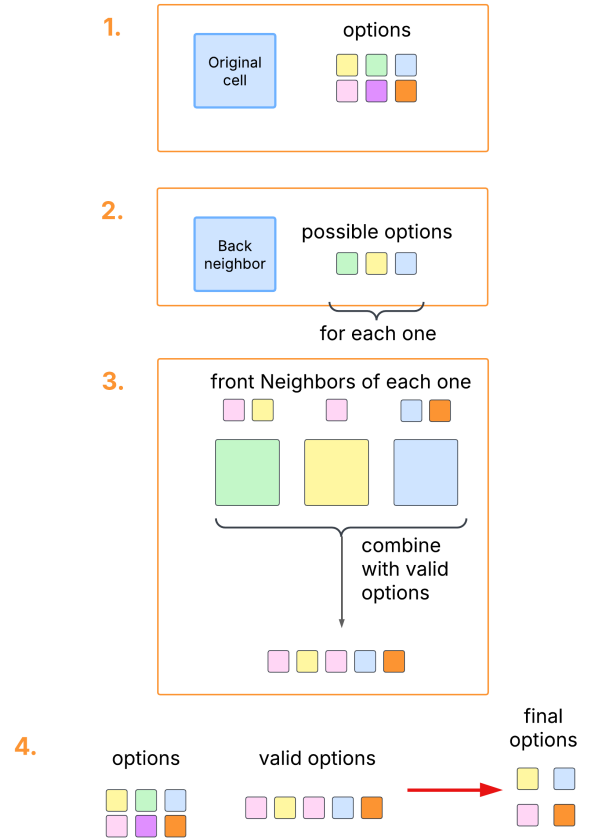 1.
options
Original
cell
2.
possible options
Back
neighbor
for each one
3.
front Neighbors of each one
combine
with valid
options
4.
options
valid options
final
options